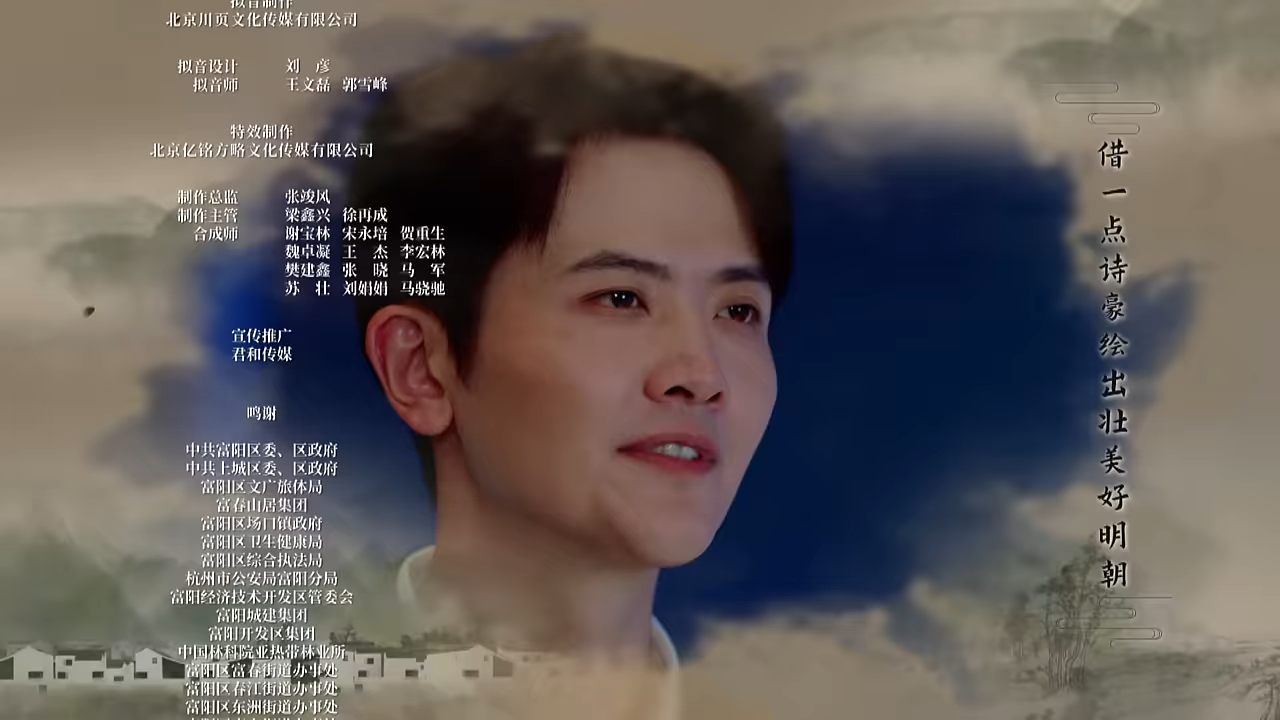 拟音制作
北京川页文化传媒有限公司
拟音设计 刘 彦
拟音师 王文磊 郭雪峰
特效制作
北京亿铭方略文化传媒有限公司
制作总监 张竣风
制作主管 梁鑫兴 徐再成
合成师 谢宝林 宋永培 贺重生
魏卓凝 王 杰 李宏林
樊建鑫 张 晓 马 军
苏 壮 刘娟娟 马骁驰
宣传推广
君和传媒
鸣谢
中共富阳区委、区政府
中共上城区委、区政府
富阳区文广旅体局
富春山居集团
富阳区场口镇政府
富阳区卫生健康局
富阳区综合执法局
杭州市公安局富阳分局
富阳经济技术开发区管委会
富阳城建集团
富阳开发区集团
中国林科院亚热带林业所
富阳区富春街道办事处
富阳区春江街道办事处
富阳区东洲街道办事处
借一点诗豪绘出壮美好明朝